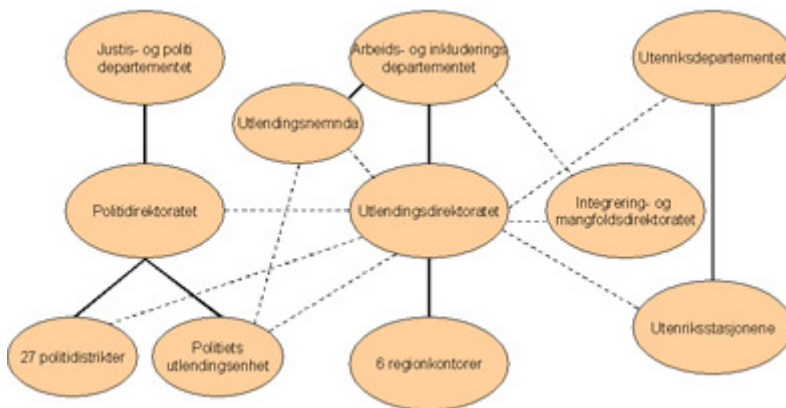 Justis- og politi
departementet
Arbeids- og inkluderings
departementet
Utenriksdepartementet
Utlendingsnemnda
Politidirektoratet
Utlendingsdirektoratet
Integrering- og
mangfoldsdirektoratet
27 politidistrikter
Politiets
utlendingsenhet
6 regionkontorer
Utenriksstasjonene